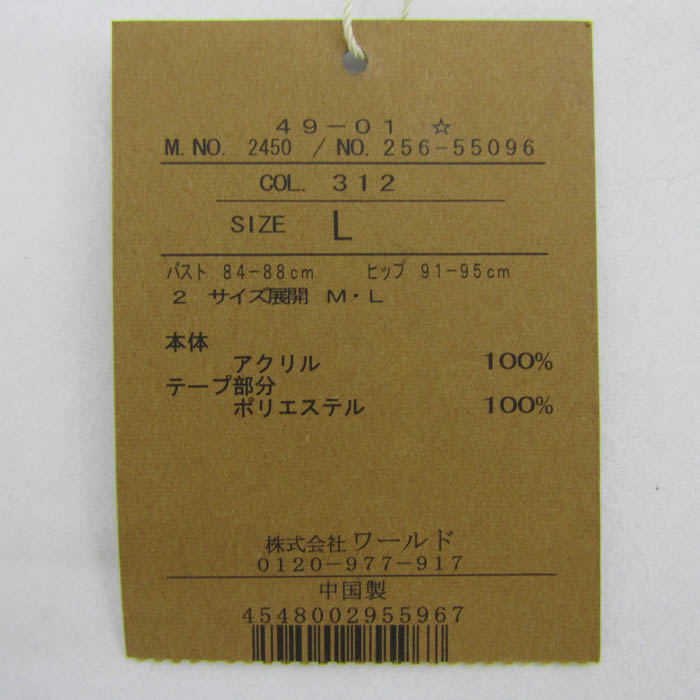 49-01 ☆
M.NO. 2450 / NO.256-55096
COL. 312
SIZE L
バスト 84-88cm ヒップ 91-95cm
2 サイズ展開 M・L
本体
アクリル 100%
テープ部分
ポリエステル 100%
株式会社ワールド
0120-977-917
中国製
4548002955967